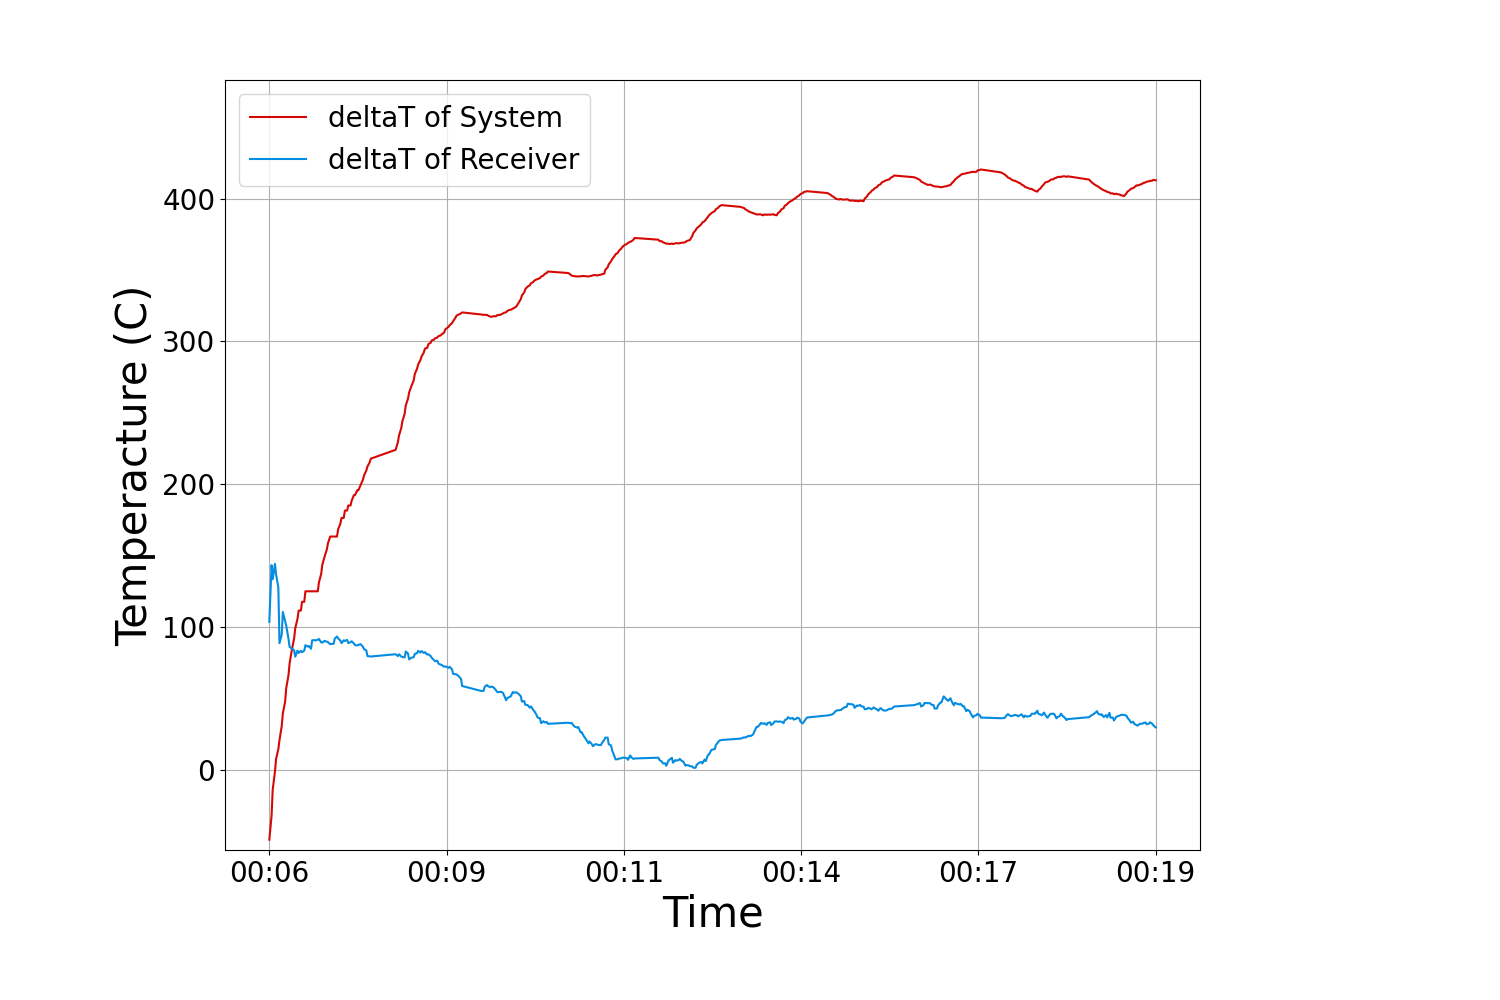 deltaT of System
deltaT of Receiver
Temperacture (C)
400
300
200
100
0
00:06 00:09 00:11 00:14 00:17 00:19
Time